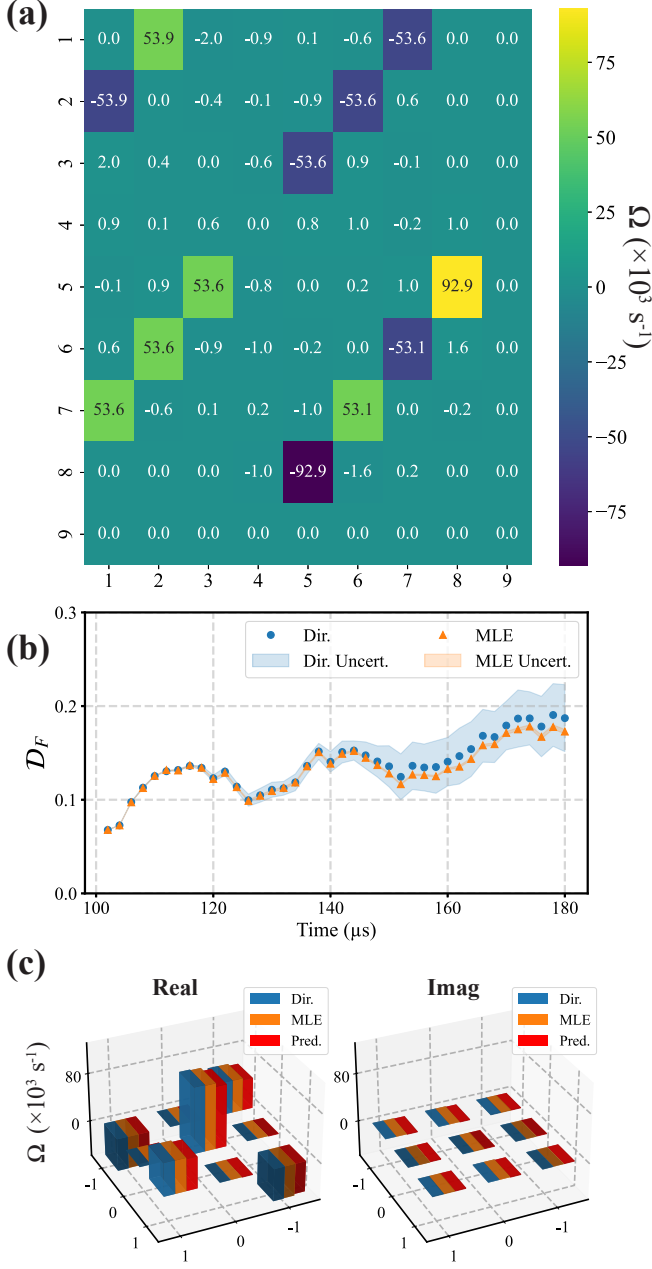 (a)
1 0.0 53.9 -2.0 -0.9 0.1 -0.6 -53.6 0.0 0.0
2 -53.9 0.0 -0.4 -0.1 -0.9 -53.6 0.6 0.0 0.0
3 2.0 0.4 0.0 -0.6 -53.6 0.9 -0.1 0.0 0.0
4 0.9 0.1 0.6 0.0 0.8 1.0 -0.2 1.0 0.0
5 -0.1 0.9 53.6 -0.8 0.0 0.2 1.0 92.9 0.0
6 0.6 53.6 -0.9 -1.0 -0.2 0.0 -53.1 1.6 0.0
7 53.6 -0.6 0.1 0.2 -1.0 53.1 0.0 -0.2 0.0
8 0.0 0.0 0.0 -1.0 -92.9 -1.6 0.2 0.0 0.0
9 0.0 0.0 0.0 0.0 0.0 0.0 0.0 0.0 0.0
1 2 3 4 5 6 7 8 9
75
50
25
0
−25
−50
−75
Ω (×10³ s⁻¹)
(b)
Dir.
MLE
Dir. Uncert.
MLE Uncert.
0.3
0.2
0.1
0.0
𝒟_F
100 120 140 160 180
Time (µs)
(c)
Real
Dir.
MLE
Pred.
Ω (×10³ s⁻¹)
80
0
-1
0
1
1
0
-1
Imag
Dir.
MLE
Pred.
80
0
-1
0
1
1
0
-1